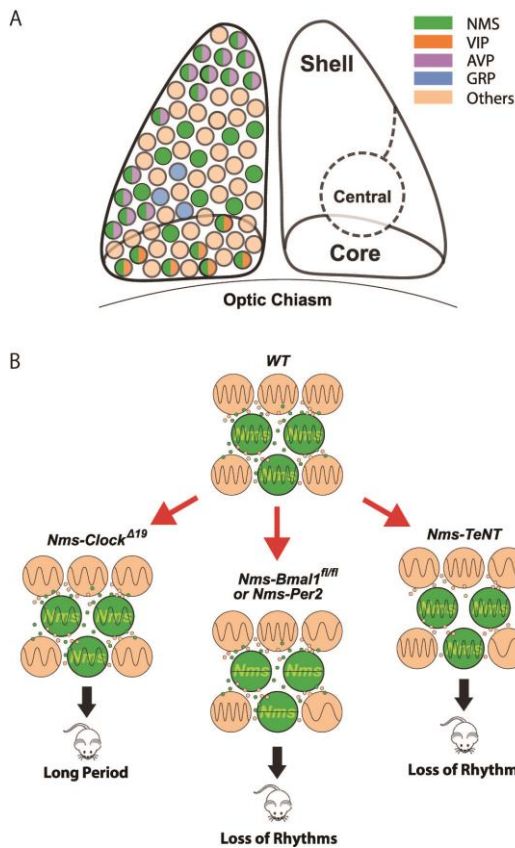 A
NMS
VIP
AVP
GRP
Others
Shell
Central
Core
Optic Chiasm
B
WT
Nms
Nms
Nms
Nms-ClockΔ19
Nms-Bmal1fl/fl
or Nms-Per2
Nms-TeNT
Nms
Nms
Nms
Nms
Nms
Nms
Nms
Nms
Nms
Long Period
Loss of Rhythms
Loss of Rhythm